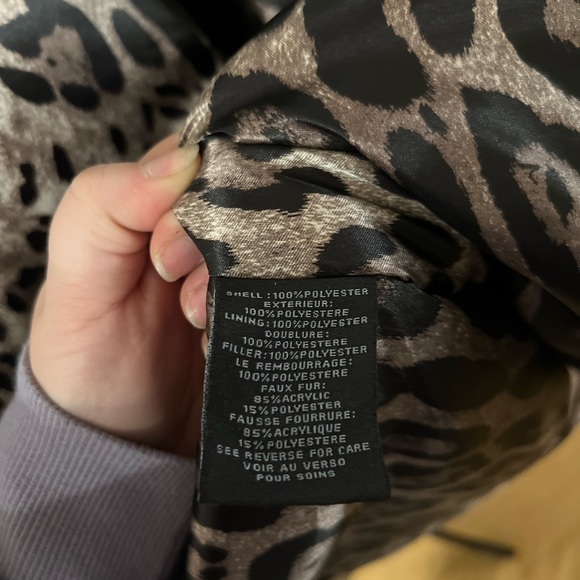 SHELL:100%POLYESTER
EXTERIEUR:
100%POLYESTERE
LINING:100%POLYESTER
DOUBLURE:
100%POLYESTERE
FILLER:100%POLYESTER
LE REMBOURRAGE:
100%POLYESTERE
FAUX FUR:
85%ACRYLIC
15%POLYESTER
FAUSSE FOURRURE:
85%ACRYLIQUE
15%POLYESTERE
SEE REVERSE FOR CARE
VOIR AU VERSO
POUR SOINS